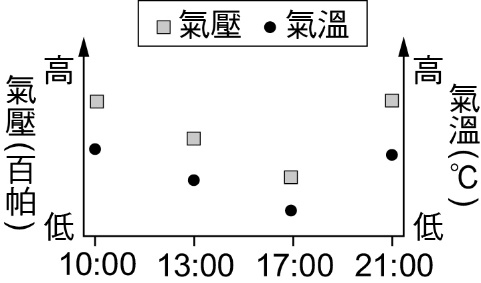 氣壓 氣溫
高 高
氣壓(百帕)
氣溫(℃)
低 低
10:00 13:00 17:00 21:00